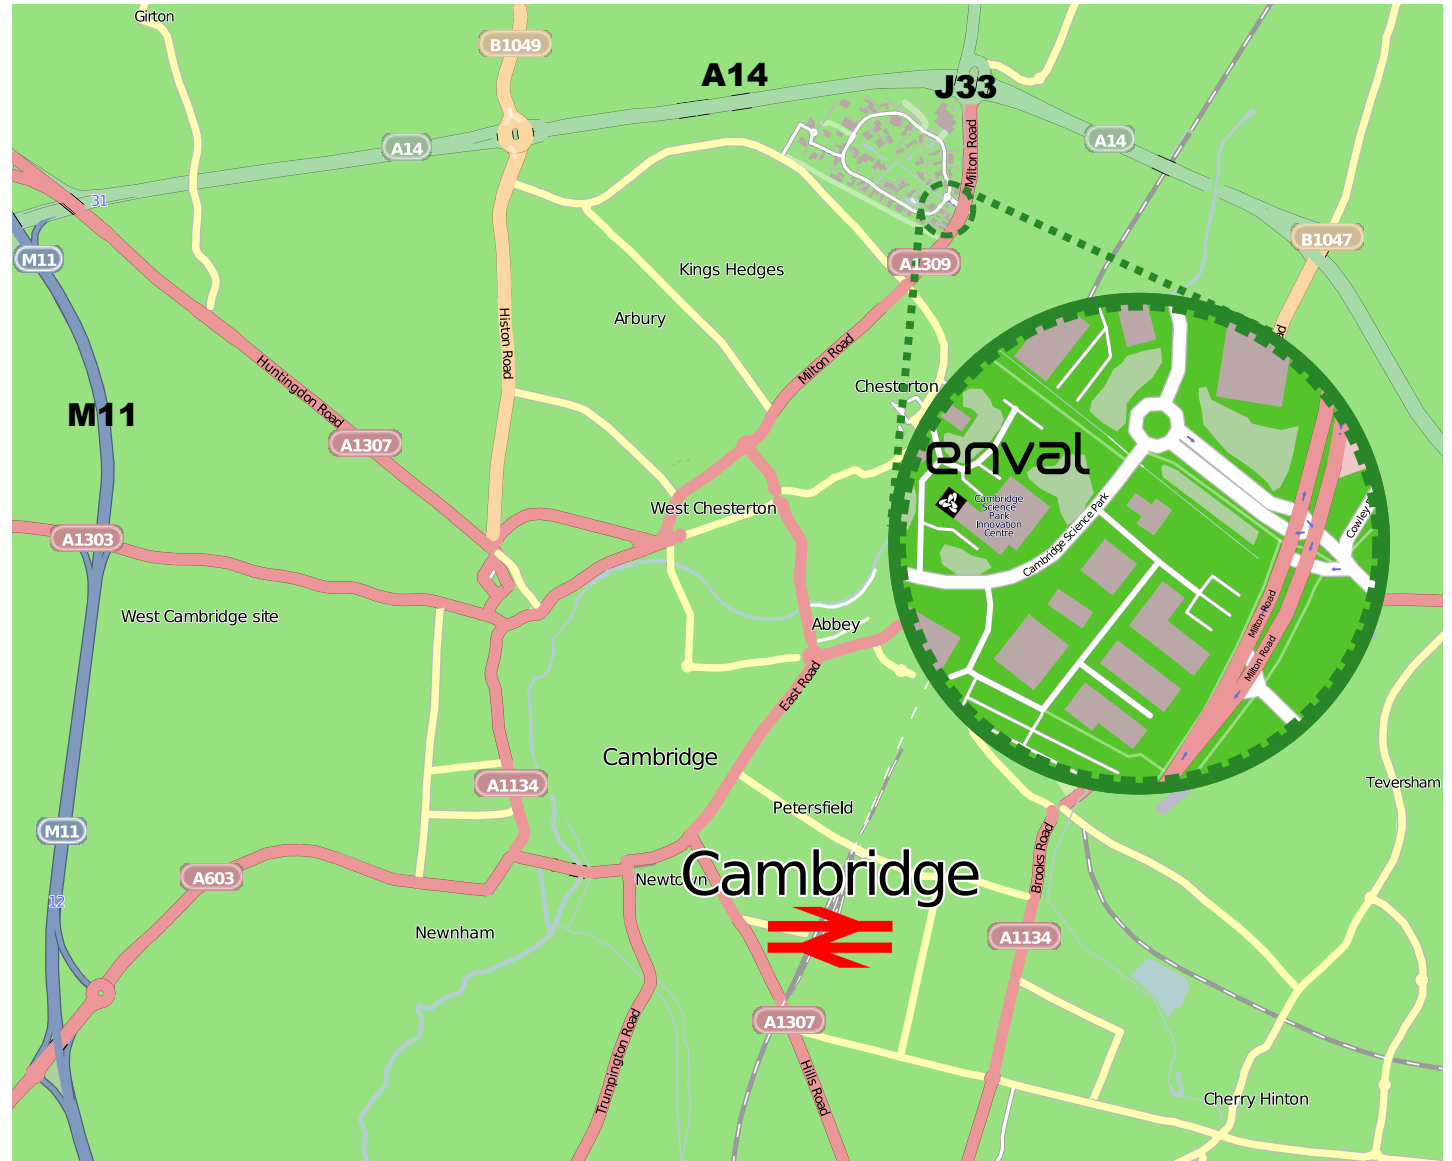 Girton
B1049
A14
J33
A14
A14
Milton Road
31
M11
B1047
A1309
Kings Hedges
Arbury
Histon Road
Milton Road
Huntingdon Road
Chesterton
M11
A1307
enval
Cambridge
Science
Park
Innovation
Centre
Cambridge Science Park
Milton Road
Milton Road
West Chesterton
A1303
West Cambridge site
Abbey
East Road
Cambridge
A1134
Teversham
Petersfield
M11
A603
Newtown
Cambridge
Brooks Road
12
Newnham
A1134
A1307
Trumpington Road
Hills Road
Cherry Hinton